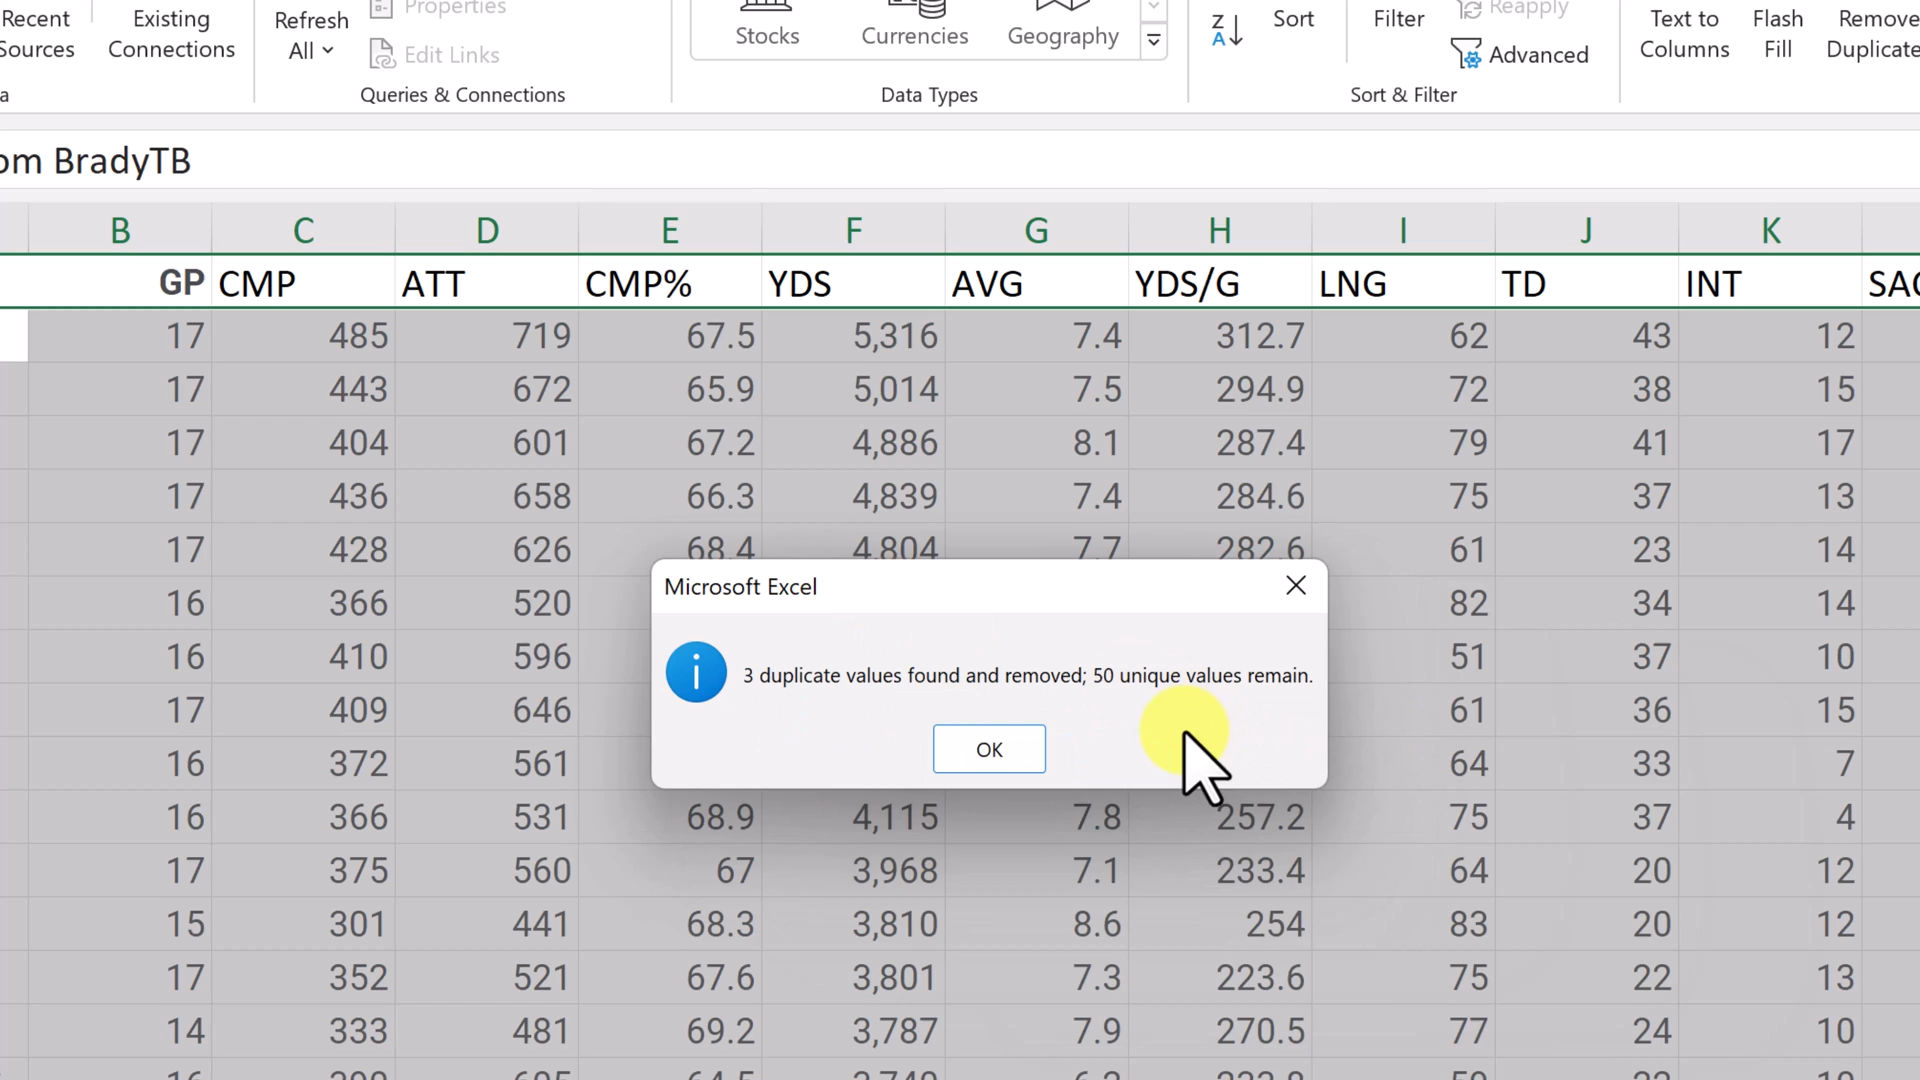 Recent Existing Refresh Properties Stocks Currencies Geography Sort Filter Reapply Text to Flash Remove
Sources Connections All Edit Links Advanced Columns Fill Duplicate
a Queries & Connections Data Types Sort & Filter
om BradyTB
B C D E F G H I J K
GP CMP ATT CMP% YDS AVG YDS/G LNG TD INT SAC
17 485 719 67.5 5,316 7.4 312.7 62 43 12
17 443 672 65.9 5,014 7.5 294.9 72 38 15
17 404 601 67.2 4,886 8.1 287.4 79 41 17
17 436 658 66.3 4,839 7.4 284.6 75 37 13
17 428 626 68.4 4,804 7.7 282.6 61 23 14
Microsoft Excel
16 366 520 82 34 14
16 410 596 51 37 10
3 duplicate values found and removed; 50 unique values remain.
17 409 646 61 36 15
OK
16 372 561 64 33 7
16 366 531 68.9 4,115 7.8 257.2 75 37 4
17 375 560 67 3,968 7.1 233.4 64 20 12
15 301 441 68.3 3,810 8.6 254 83 20 12
17 352 521 67.6 3,801 7.3 223.6 75 22 13
14 333 481 69.2 3,787 7.9 270.5 77 24 10